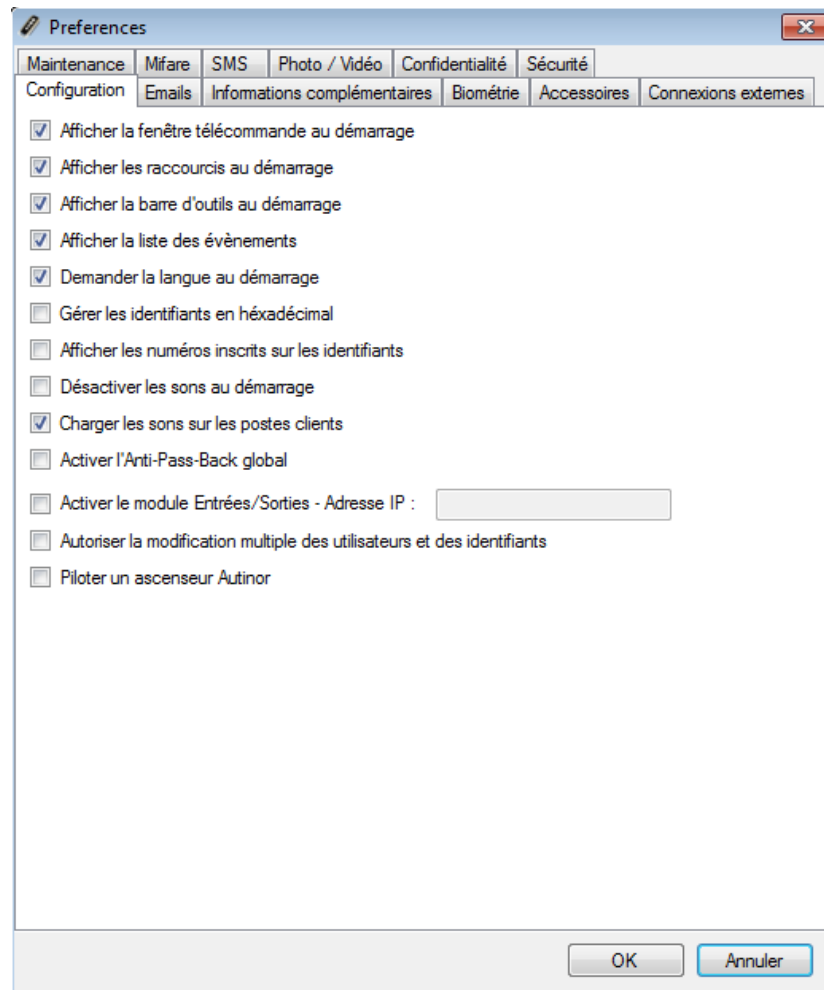 Preferences
Maintenance Mifare SMS Photo / Vidéo Confidentialité Sécurité
Configuration Emails Informations complémentaires Biométrie Accessoires Connexions externes
Afficher la fenêtre télécommande au démarrage
Afficher les raccourcis au démarrage
Afficher la barre d'outils au démarrage
Afficher la liste des évènements
Demander la langue au démarrage
Gérer les identifiants en héxadécimal
Afficher les numéros inscrits sur les identifiants
Désactiver les sons au démarrage
Charger les sons sur les postes clients
Activer l'Anti-Pass-Back global
Activer le module Entrées/Sorties - Adresse IP :
Autoriser la modification multiple des utilisateurs et des identifiants
Piloter un ascenseur Autinor
OK Annuler